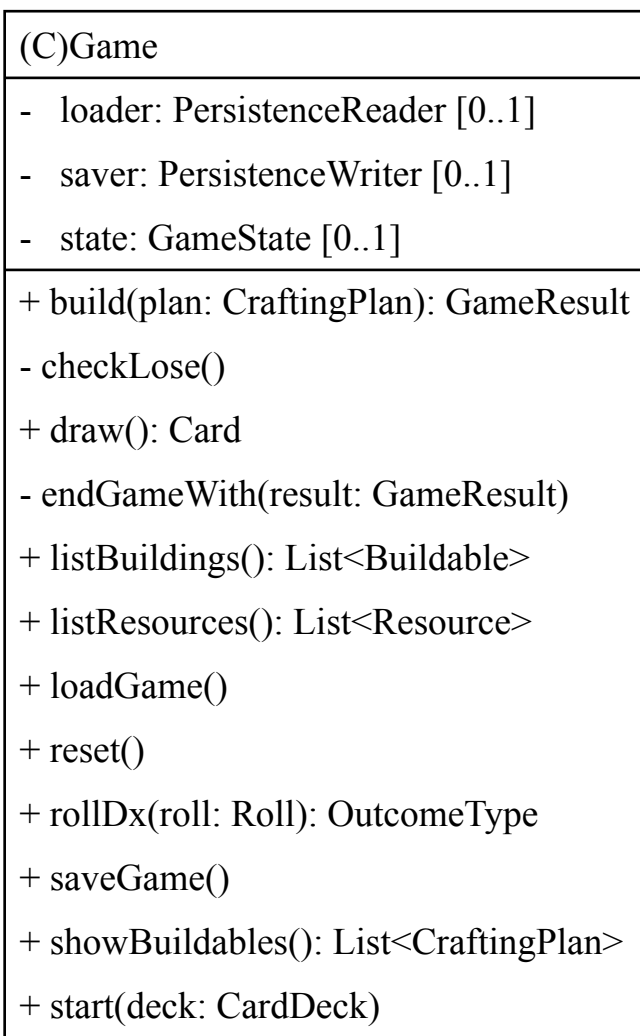 (C)Game
- loader: PersistenceReader [0..1]
- saver: PersistenceWriter [0..1]
- state: GameState [0..1]
+ build(plan: CraftingPlan): GameResult
- checkLose()
+ draw(): Card
- endGameWith(result: GameResult)
+ listBuildings(): List<Buildable>
+ listResources(): List<Resource>
+ loadGame()
+ reset()
+ rollDx(roll: Roll): OutcomeType
+ saveGame()
+ showBuildables(): List<CraftingPlan>
+ start(deck: CardDeck)